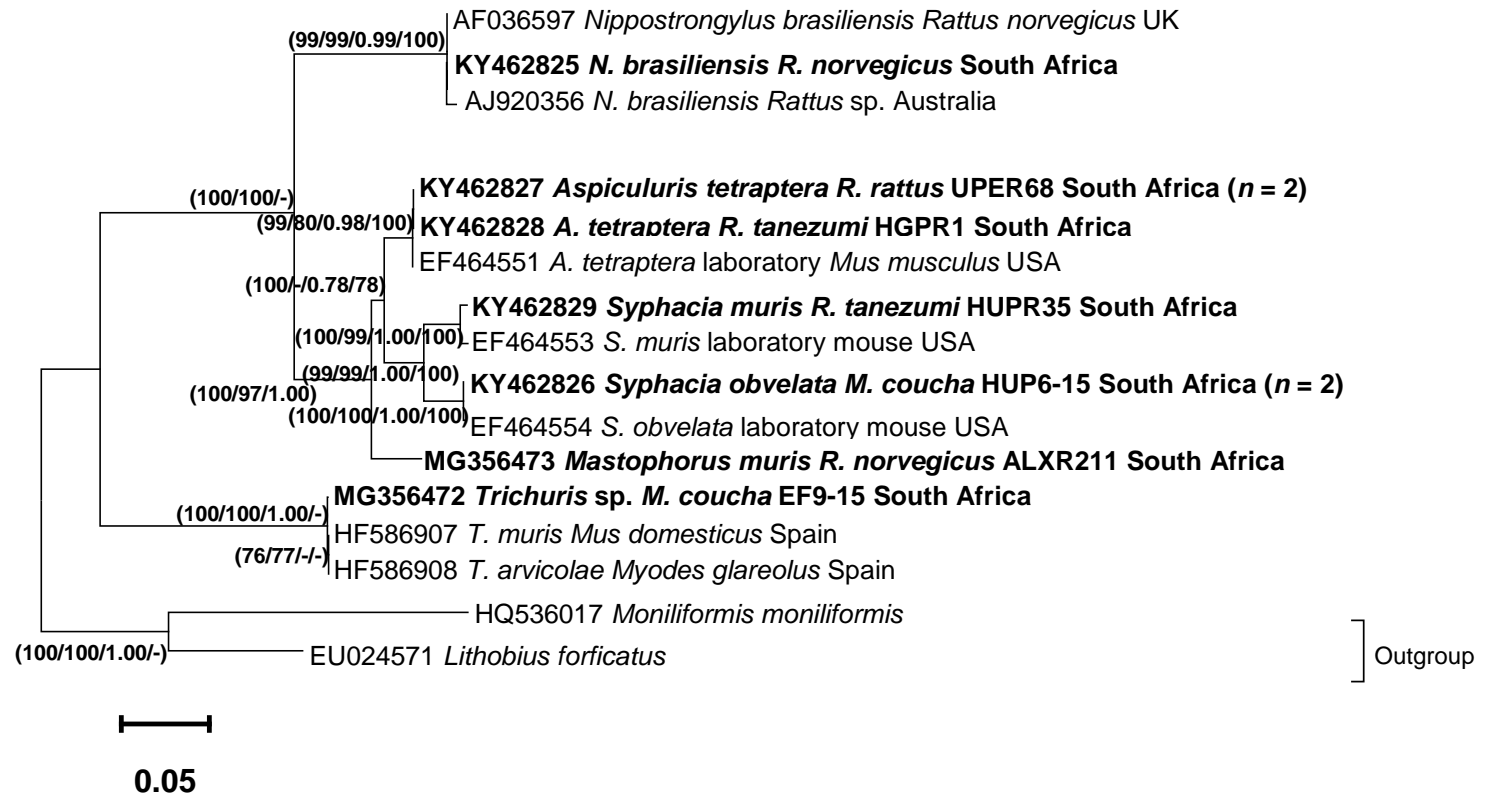 AF036597 Nippostrongylus brasiliensis Rattus norvegicus UK
(99/99/0.99/100)
KY462825 N. brasiliensis R. norvegicus South Africa
AJ920356 N. brasiliensis Rattus sp. Australia
KY462827 Aspiculuris tetraptera R. rattus UPER68 South Africa (n = 2)
(100/100/-)
(99/80/0.98/100)
KY462828 A. tetraptera R. tanezumi HGPR1 South Africa
EF464551 A. tetraptera laboratory Mus musculus USA
(100/-/0.78/78)
KY462829 Syphacia muris R. tanezumi HUPR35 South Africa
(100/99/1.00/100)
EF464553 S. muris laboratory mouse USA
(99/99/1.00/100)
KY462826 Syphacia obvelata M. coucha HUP6-15 South Africa (n = 2)
(100/97/1.00)
(100/100/1.00/100)
EF464554 S. obvelata laboratory mouse USA
MG356473 Mastophorus muris R. norvegicus ALXR211 South Africa
MG356472 Trichuris sp. M. coucha EF9-15 South Africa
(100/100/1.00/-)
HF586907 T. muris Mus domesticus Spain
(76/77/-/-)
HF586908 T. arvicolae Myodes glareolus Spain
HQ536017 Moniliformis moniliformis
(100/100/1.00/-)
EU024571 Lithobius forficatus
Outgroup
0.05